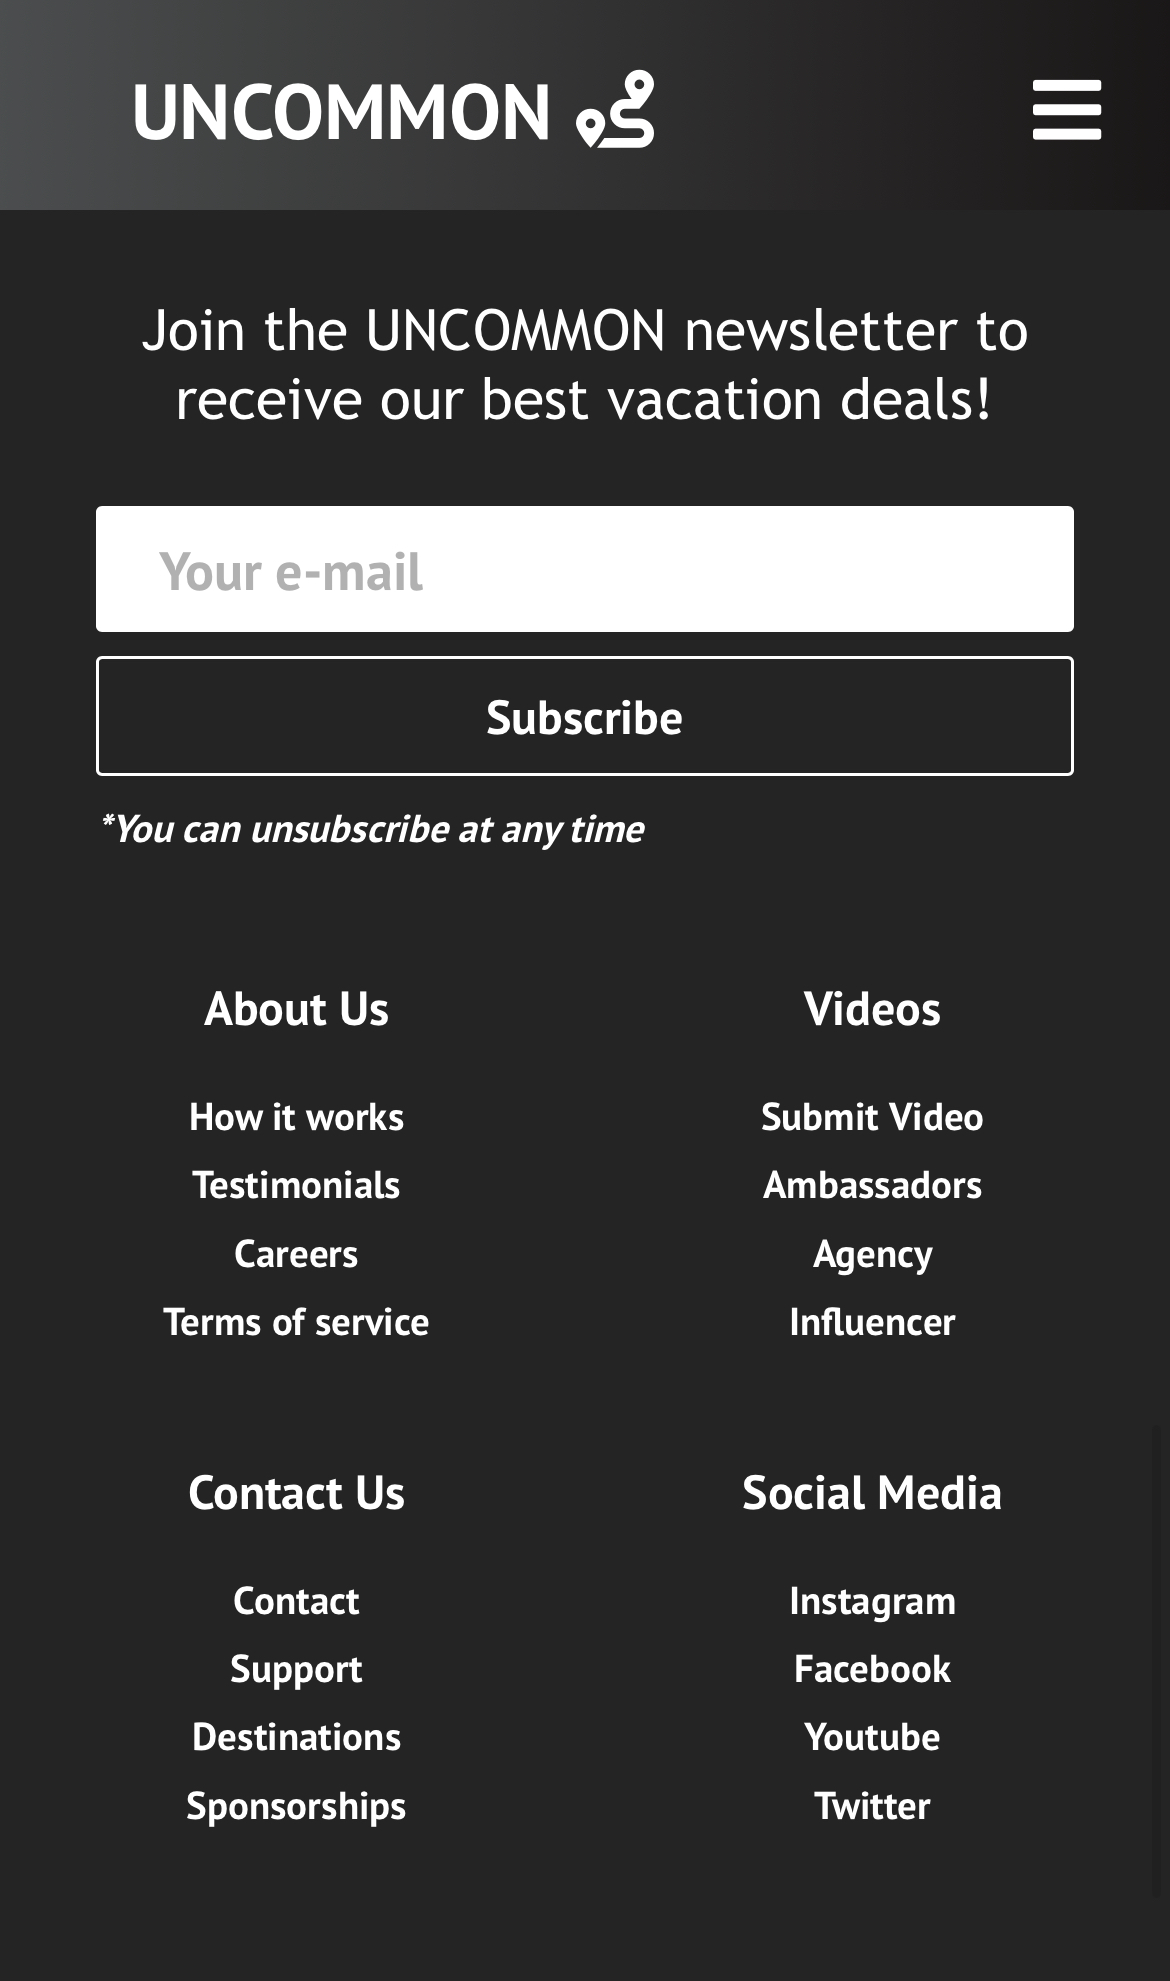 UNCOMMON
Join the UNCOMMON newsletter to
receive our best vacation deals!
Your e-mail
Subscribe
*You can unsubscribe at any time
About Us
How it works
Testimonials
Careers
Terms of service
Videos
Submit Video
Ambassadors
Agency
Influencer
Contact Us
Contact
Support
Destinations
Sponsorships
Social Media
Instagram
Facebook
Youtube
Twitter